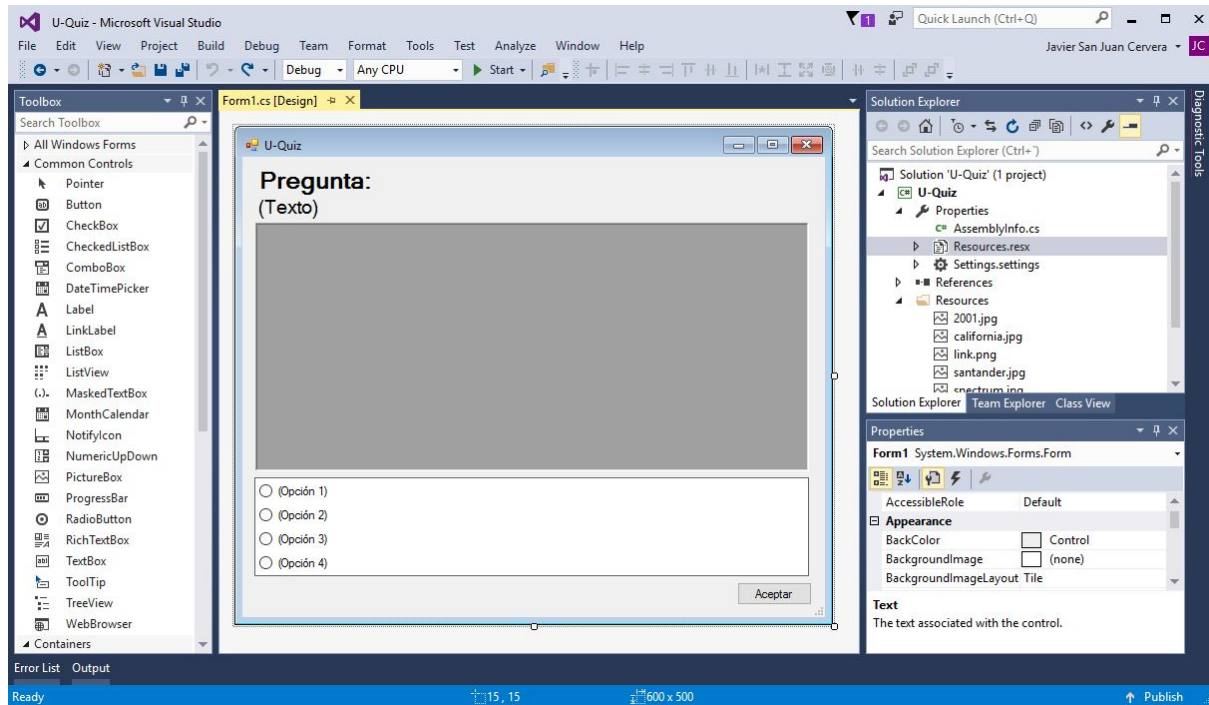 U-Quiz - Microsoft Visual Studio
1
Quick Launch (Ctrl+Q)
File Edit View Project Build Debug Team Format Tools Test Analyze Window Help
Javier San Juan Cervera
JC
Debug
Any CPU
Start
Toolbox
Search Toolbox
All Windows Forms
Common Controls
Pointer
Button
CheckBox
CheckedListBox
ComboBox
DateTimePicker
Label
LinkLabel
ListBox
ListView
MaskedTextBox
MonthCalendar
NotifyIcon
NumericUpDown
PictureBox
ProgressBar
RadioButton
RichTextBox
TextBox
ToolTip
TreeView
WebBrowser
Containers
Form1.cs [Design]
U-Quiz
Pregunta:
(Texto)
(Opción 1)
(Opción 2)
(Opción 3)
(Opción 4)
Aceptar
Solution Explorer
Search Solution Explorer (Ctrl+¨)
Solution 'U-Quiz' (1 project)
U-Quiz
Properties
AssemblyInfo.cs
Resources.resx
Settings.settings
References
Resources
2001.jpg
california.jpg
link.png
santander.jpg
Solution Explorer Team Explorer Class View
Properties
Form1 System.Windows.Forms.Form
AccessibleRole Default
Appearance
BackColor Control
BackgroundImage (none)
BackgroundImageLayout Tile
Text
The text associated with the control.
Diagnostic Tools
Error List Output
Ready
15 , 15
600 x 500
Publish